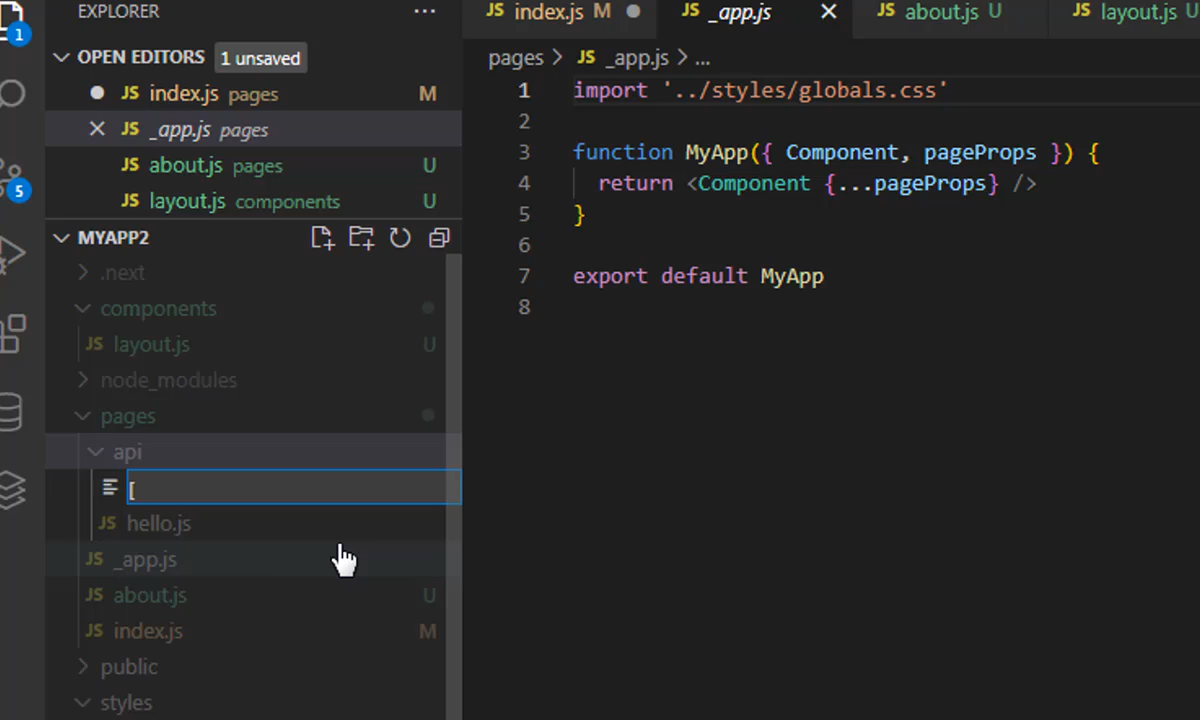 EXPLORER ...
1
OPEN EDITORS 1 unsaved
JS index.js pages M
JS _app.js pages
JS about.js pages U
5
JS layout.js components U
MYAPP2
.next
components
JS layout.js U
node_modules
pages
api
[
JS hello.js
JS _app.js
JS about.js U
JS index.js M
public
styles
JS index.js M
JS _app.js
JS about.js U
JS layout.js U
pages > JS _app.js > ...
1 import '../styles/globals.css'
2
3 function MyApp({ Component, pageProps }) {
4 return <Component {...pageProps} />
5 }
6
7 export default MyApp
8